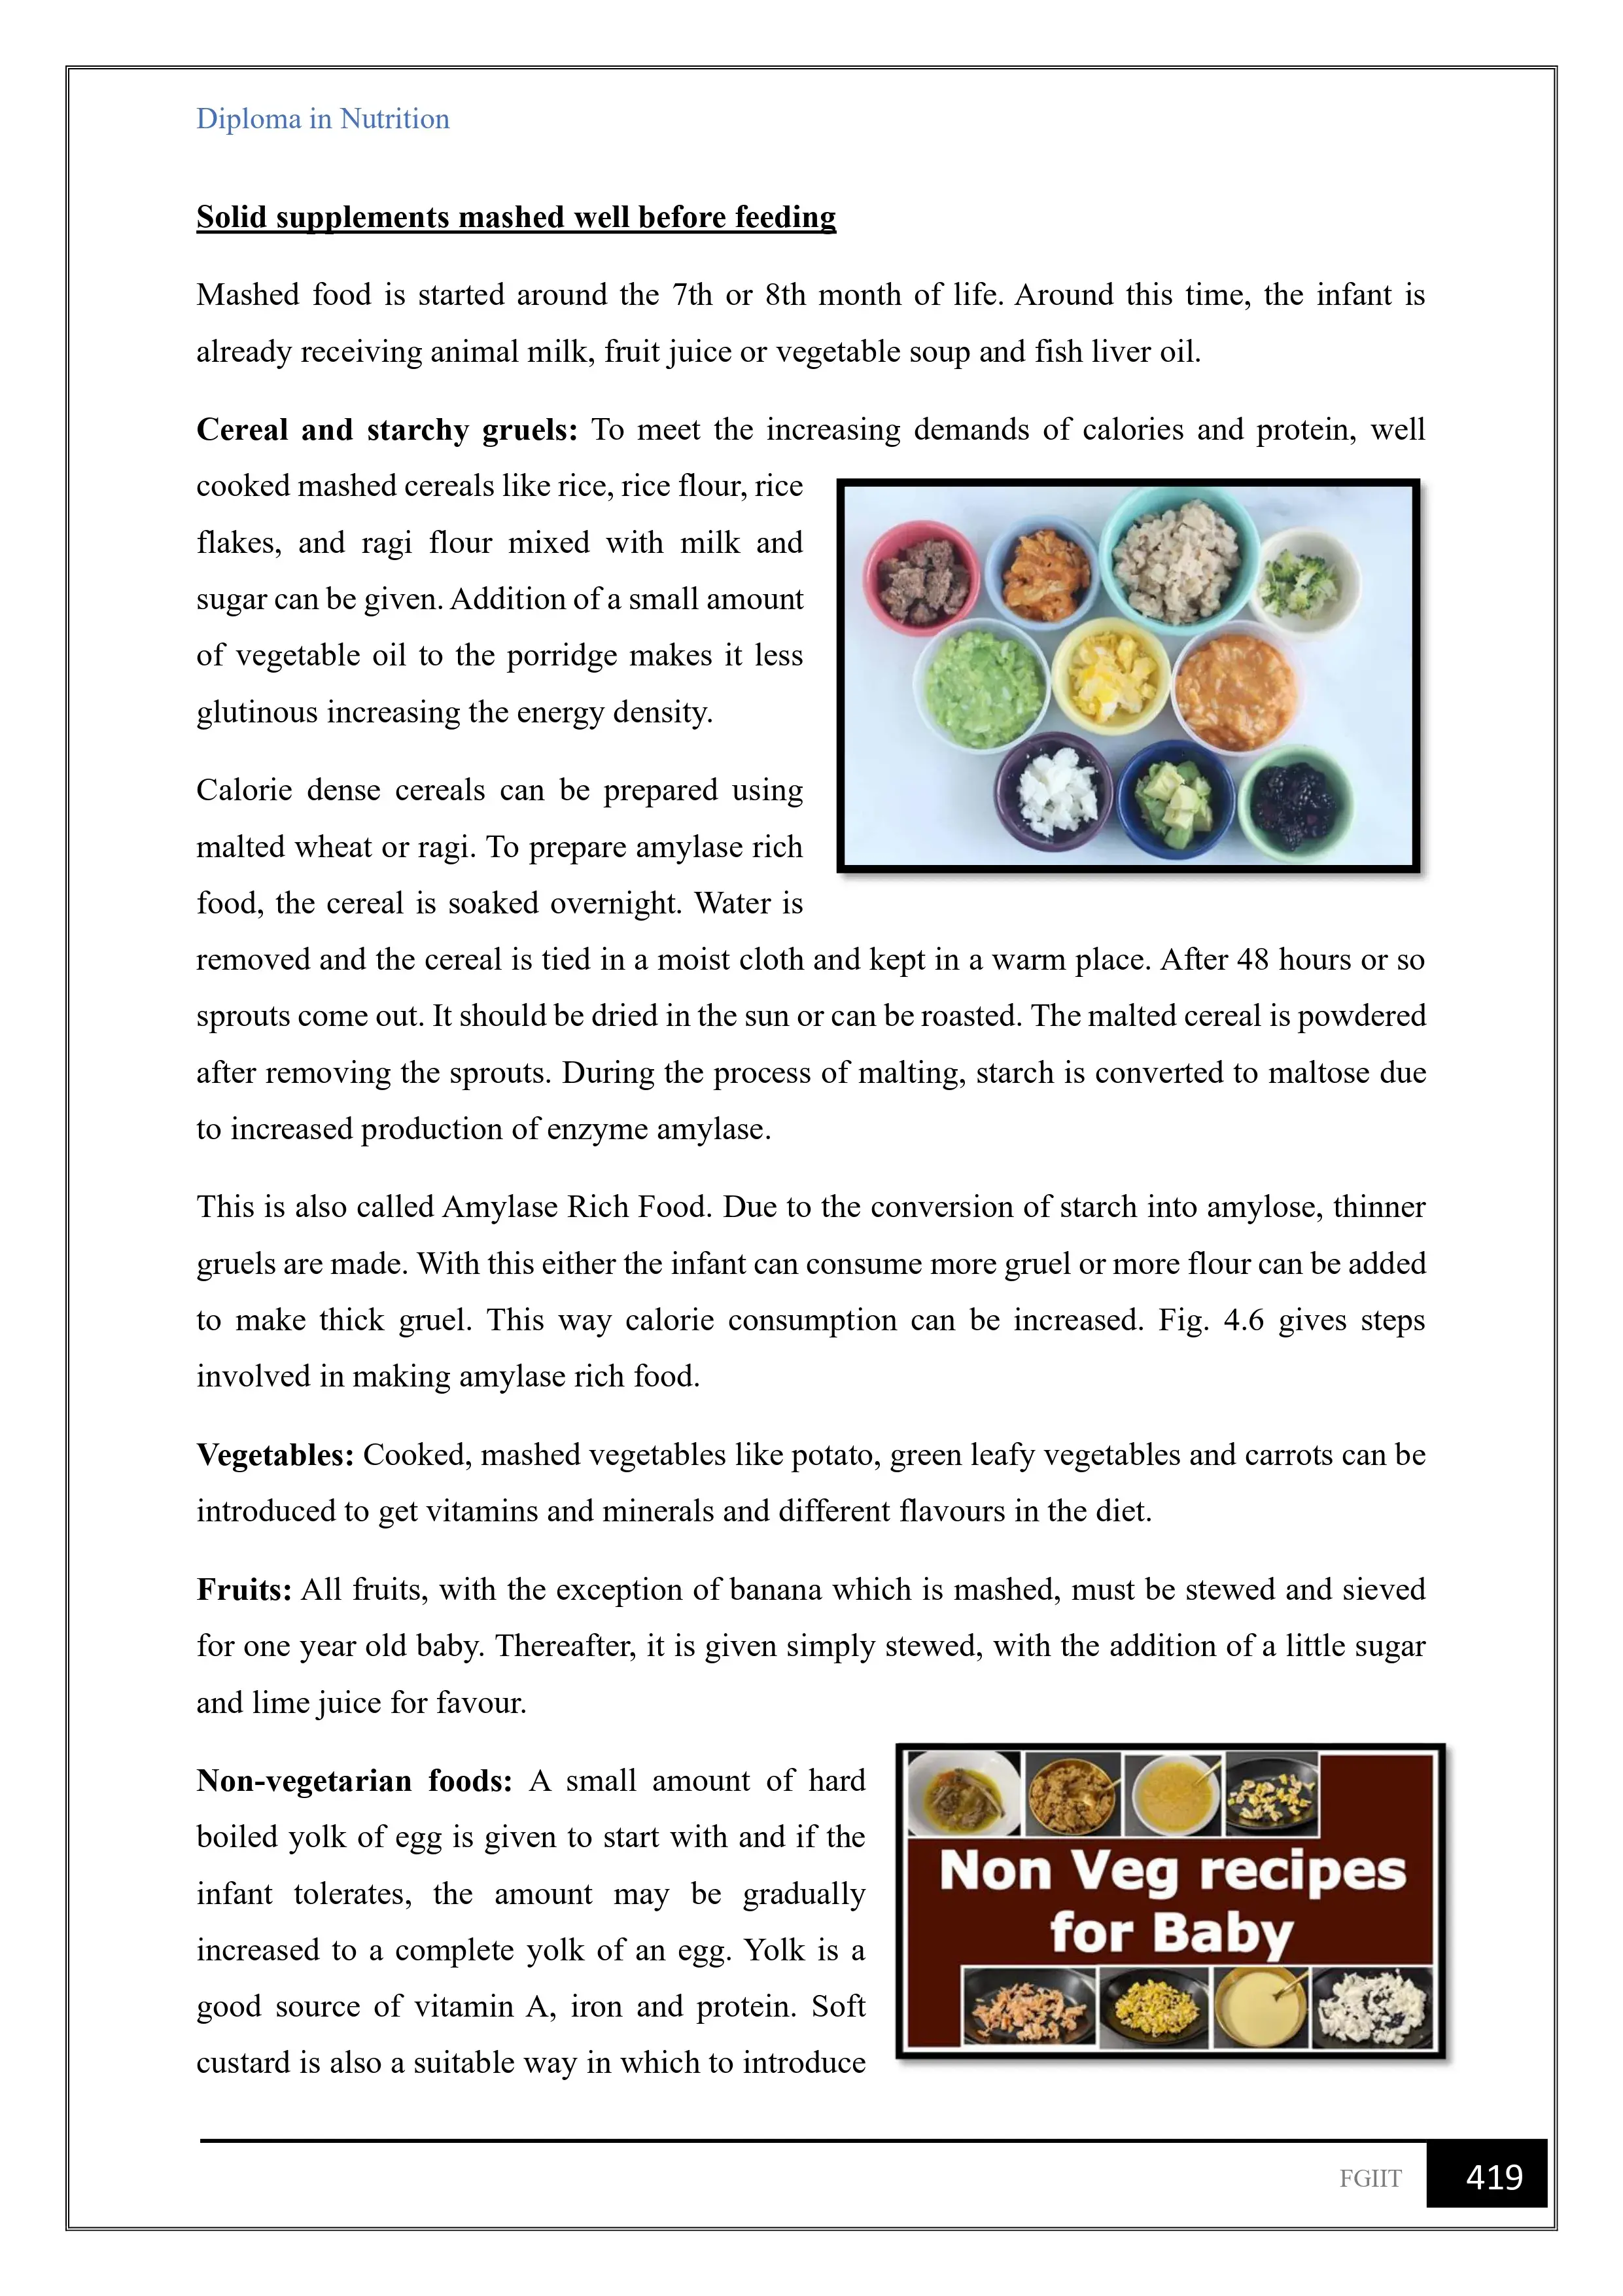 Diploma in Nutrition
Solid supplements mashed well before feeding
Mashed food is started around the 7th or 8th month of life. Around this time, the infant is
already receiving animal milk, fruit juice or vegetable soup and fish liver oil.
Cereal and starchy gruels: To meet the increasing demands of calories and protein, well
cooked mashed cereals like rice, rice flour, rice
flakes, and ragi flour mixed with milk and
sugar can be given. Addition of a small amount
of vegetable oil to the porridge makes it less
glutinous increasing the energy density.
Calorie dense cereals can be prepared using
malted wheat or ragi. To prepare amylase rich
food, the cereal is soaked overnight. Water is
removed and the cereal is tied in a moist cloth and kept in a warm place. After 48 hours or so
sprouts come out. It should be dried in the sun or can be roasted. The malted cereal is powdered
after removing the sprouts. During the process of malting, starch is converted to maltose due
to increased production of enzyme amylase.
This is also called Amylase Rich Food. Due to the conversion of starch into amylose, thinner
gruels are made. With this either the infant can consume more gruel or more flour can be added
to make thick gruel. This way calorie consumption can be increased. Fig. 4.6 gives steps
involved in making amylase rich food.
Vegetables: Cooked, mashed vegetables like potato, green leafy vegetables and carrots can be
introduced to get vitamins and minerals and different flavours in the diet.
Fruits: All fruits, with the exception of banana which is mashed, must be stewed and sieved
for one year old baby. Thereafter, it is given simply stewed, with the addition of a little sugar
and lime juice for favour.
Non-vegetarian foods: A small amount of hard
boiled yolk of egg is given to start with and if the
infant tolerates, the amount may be gradually
increased to a complete yolk of an egg. Yolk is a
good source of vitamin A, iron and protein. Soft
custard is also a suitable way in which to introduce
Non Veg recipes
for Baby
FGIIT
419